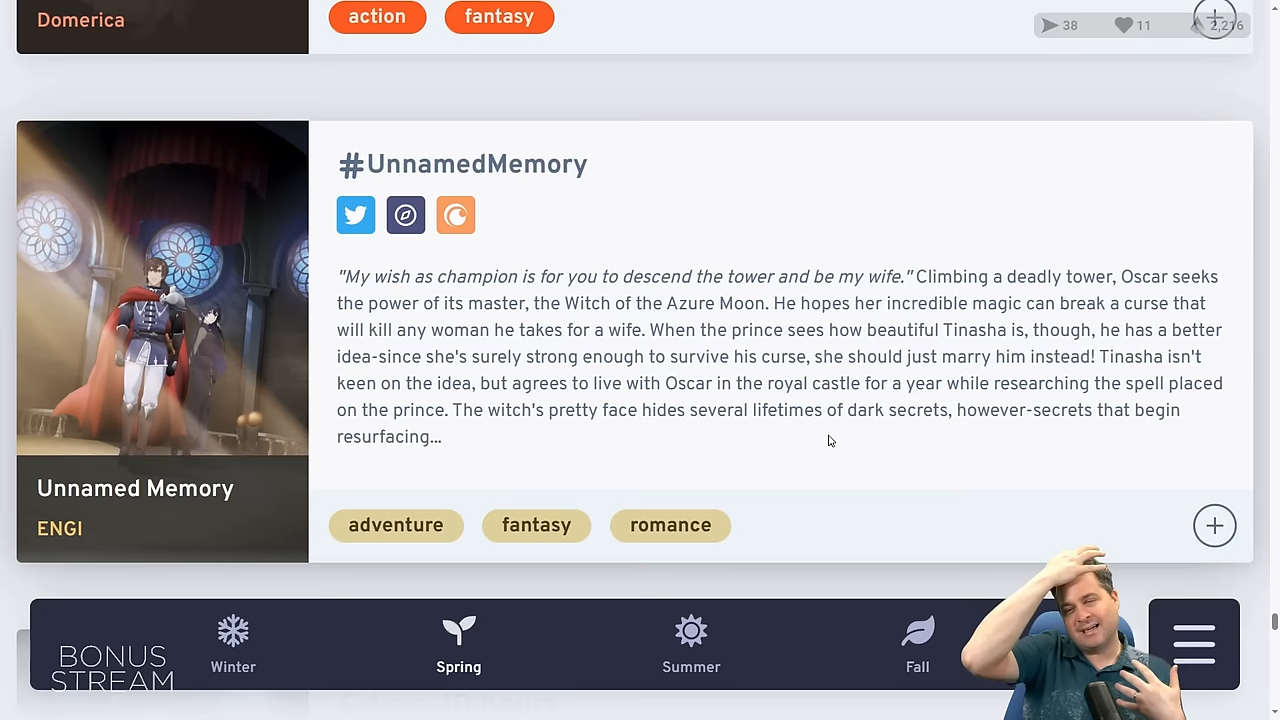 Domerica
action
fantasy
38
11
2,216
#UnnamedMemory
"My wish as champion is for you to descend the tower and be my wife." Climbing a deadly tower, Oscar seeks
the power of its master, the Witch of the Azure Moon. He hopes her incredible magic can break a curse that
will kill any woman he takes for a wife. When the prince sees how beautiful Tinasha is, though, he has a better
idea-since she's surely strong enough to survive his curse, she should just marry him instead! Tinasha isn't
keen on the idea, but agrees to live with Oscar in the royal castle for a year while researching the spell placed
on the prince. The witch's pretty face hides several lifetimes of dark secrets, however-secrets that begin
resurfacing...
Unnamed Memory
ENGI
adventure
fantasy
romance
BONUS
STREAM
Winter
Spring
Summer
Fall